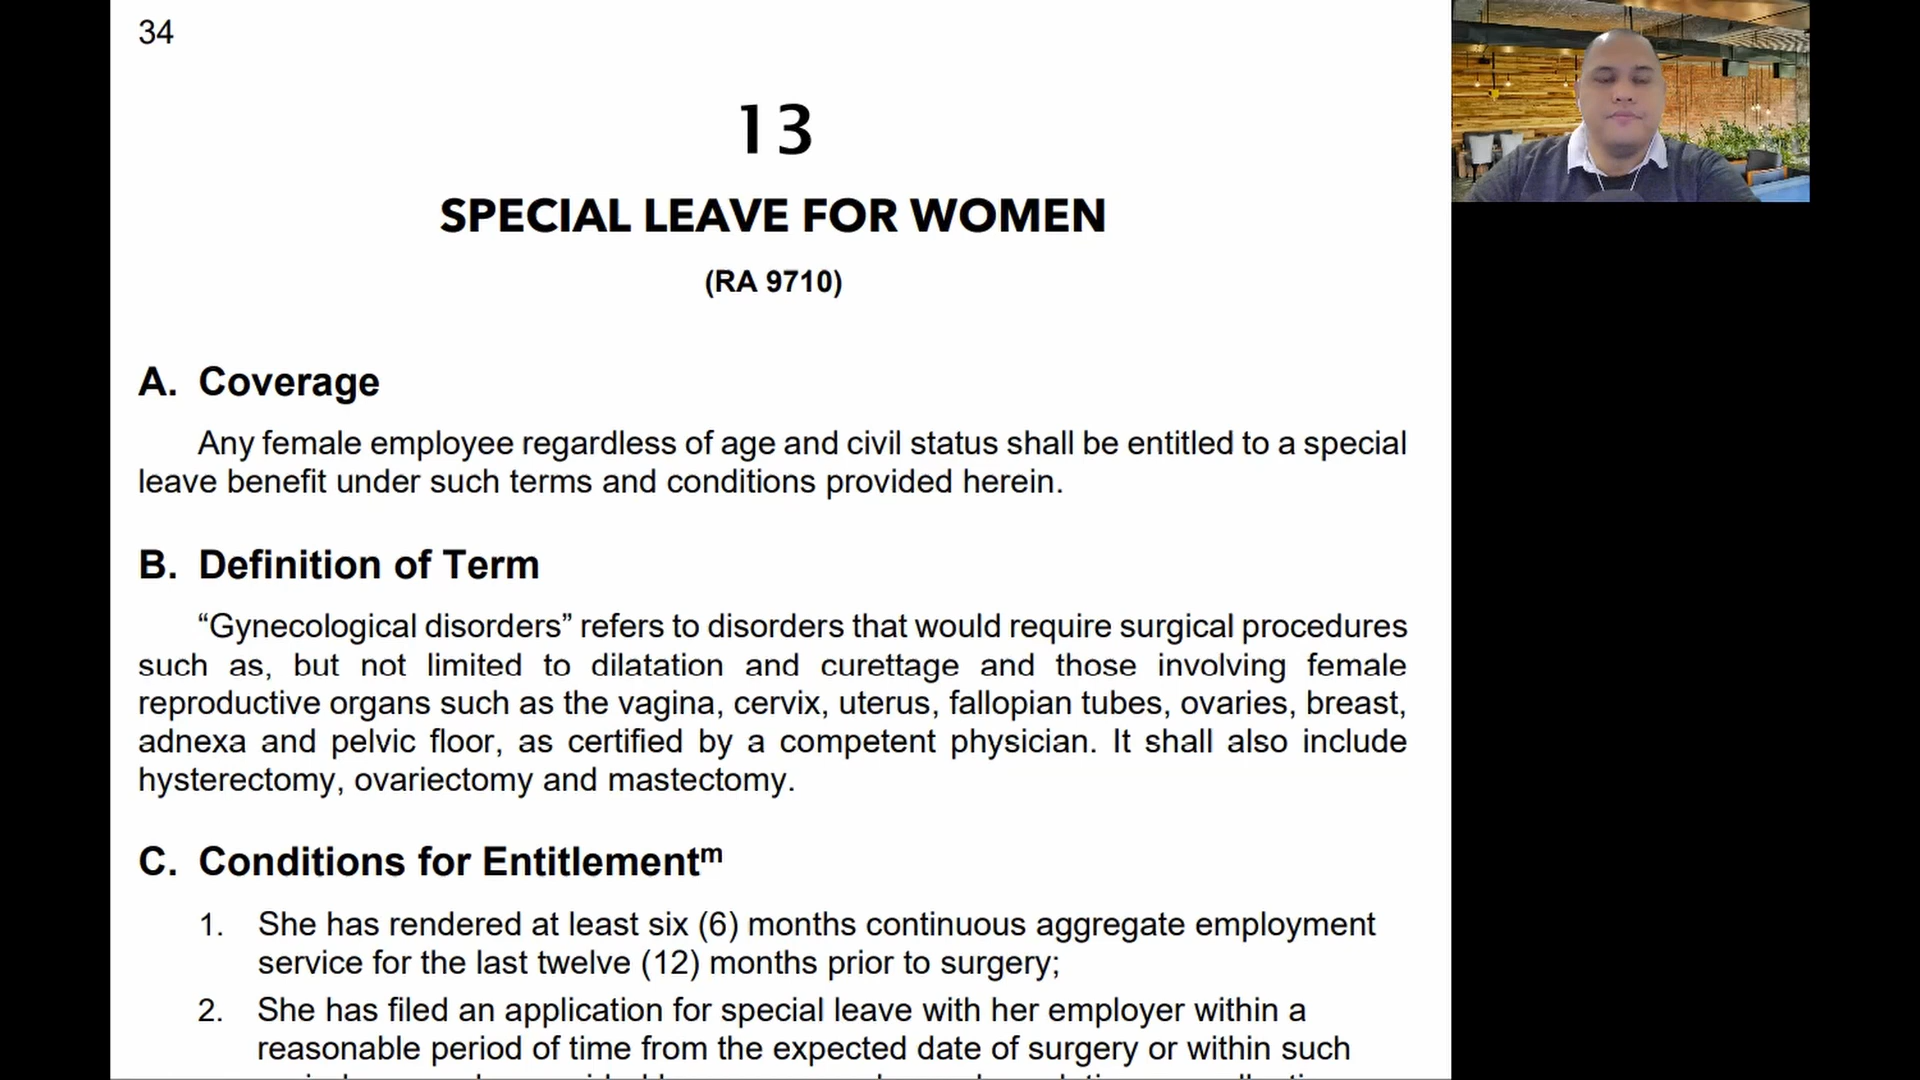 34
13
SPECIAL LEAVE FOR WOMEN
(RA 9710)
A. Coverage
Any female employee regardless of age and civil status shall be entitled to a special
leave benefit under such terms and conditions provided herein.
B. Definition of Term
“Gynecological disorders” refers to disorders that would require surgical procedures
such as, but not limited to dilatation and curettage and those involving female
reproductive organs such as the vagina, cervix, uterus, fallopian tubes, ovaries, breast,
adnexa and pelvic floor, as certified by a competent physician. It shall also include
hysterectomy, ovariectomy and mastectomy.
C. Conditions for Entitlementᵐ
1. She has rendered at least six (6) months continuous aggregate employment
service for the last twelve (12) months prior to surgery;
2. She has filed an application for special leave with her employer within a
reasonable period of time from the expected date of surgery or within such